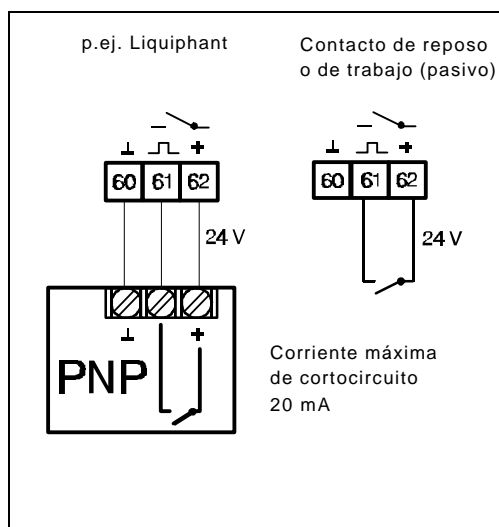 p.ej. Liquiphant
Contacto de reposo
o de trabajo (pasivo)
– 
⊥ ⎍ +
60 61 62
24 V
⊥ +
PNP
–
⊥ ⎍ +
60 61 62
24 V
Corriente máxima
de cortocircuito
20 mA